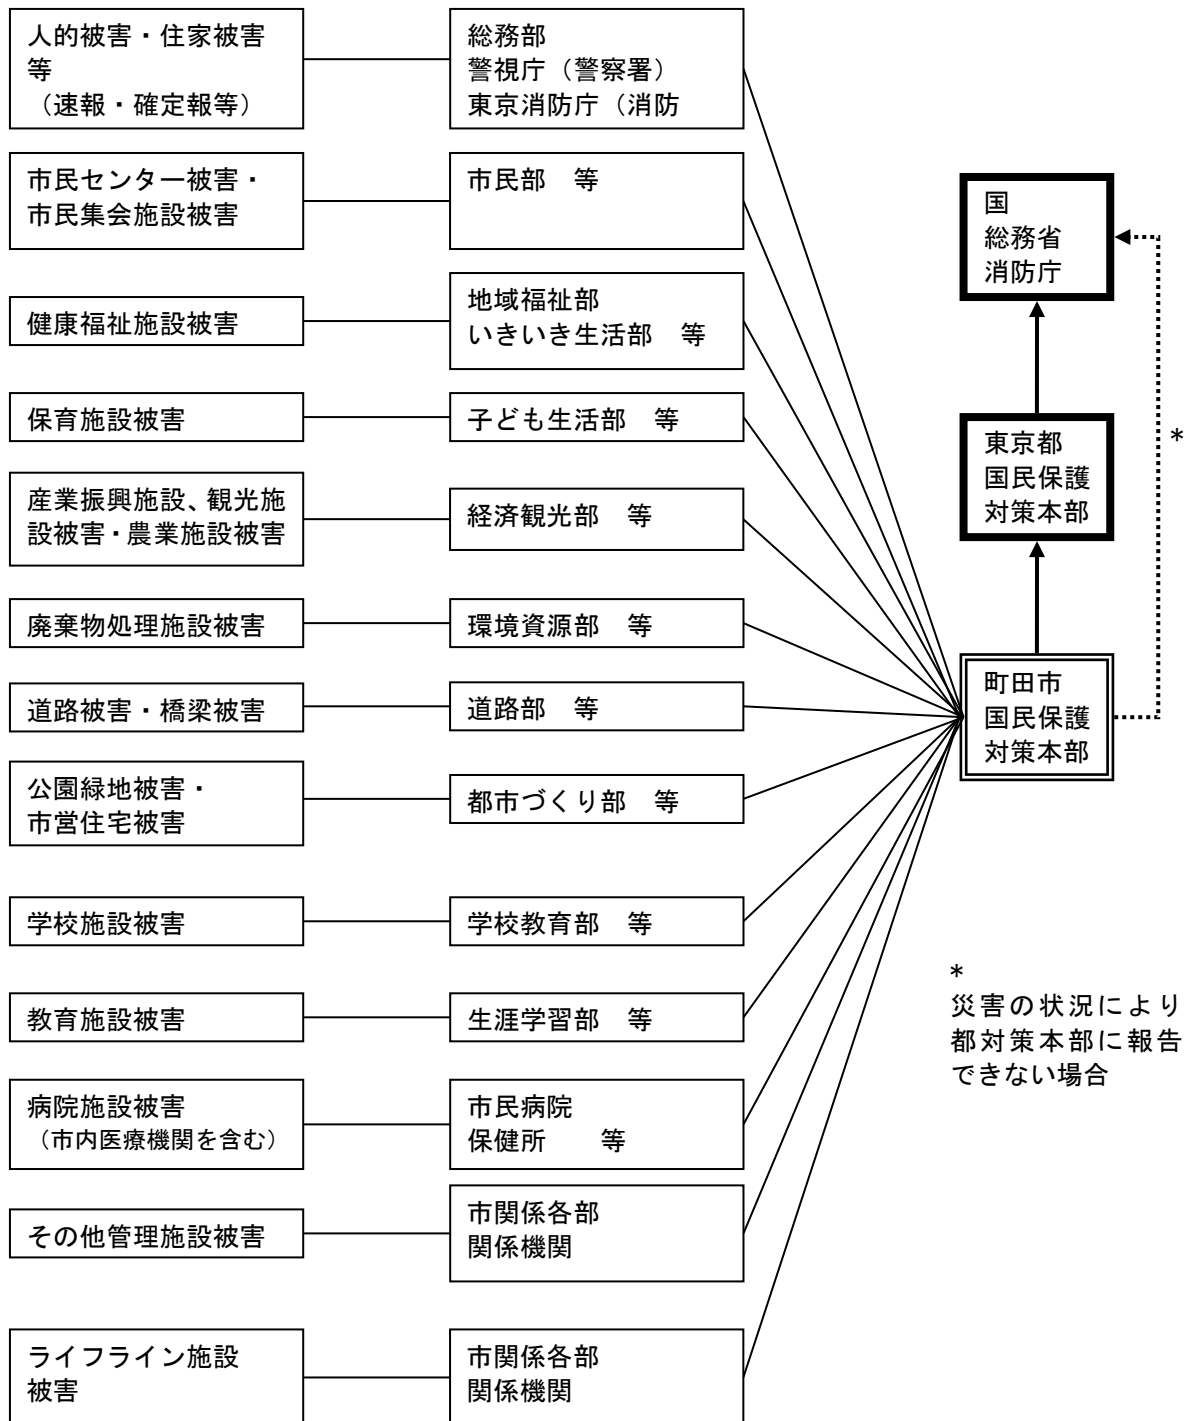 人的被害・住家被害
等
（速報・確定報等）
総務部
警視庁（警察署）
東京消防庁（消防
市民センター被害・
市民集会施設被害
市民部　等
健康福祉施設被害
地域福祉部
いきいき生活部　等
保育施設被害
子ども生活部　等
産業振興施設、観光施
設被害・農業施設被害
経済観光部　等
廃棄物処理施設被害
環境資源部　等
道路被害・橋梁被害
道路部　等
公園緑地被害・
市営住宅被害
都市づくり部　等
学校施設被害
学校教育部　等
教育施設被害
生涯学習部　等
病院施設被害
（市内医療機関を含む）
市民病院
保健所　　等
その他管理施設被害
市関係各部
関係機関
ライフライン施設
被害
市関係各部
関係機関
国
総務省
消防庁
*
東京都
国民保護
対策本部
町田市
国民保護
対策本部
*
災害の状況により
都対策本部に報告
できない場合